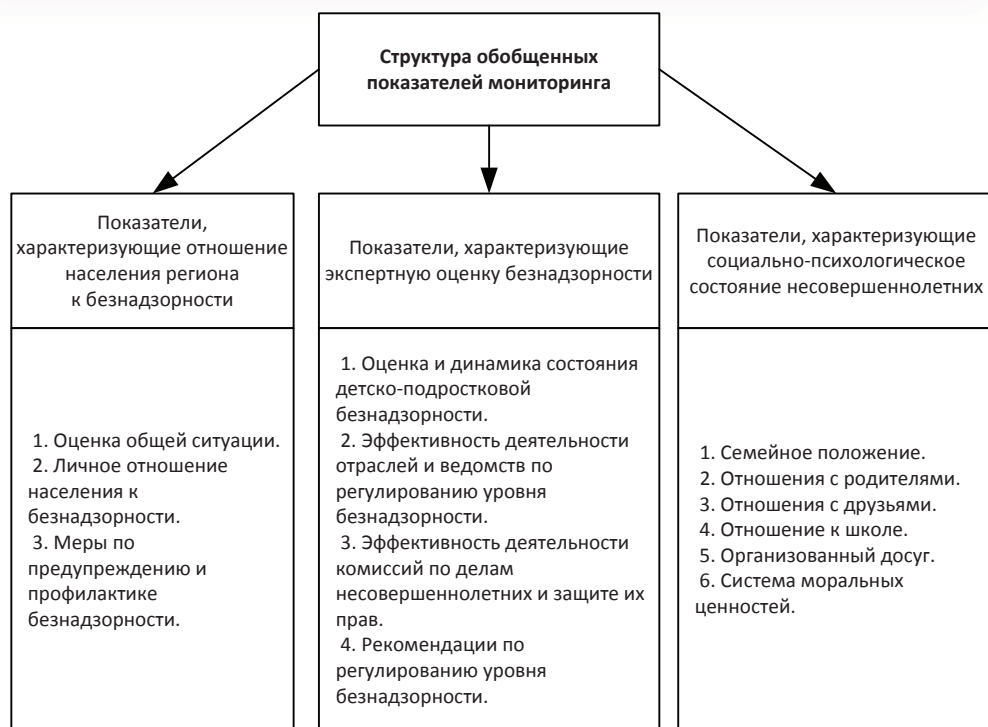 Структура обобщенных
показателей мониторинга
Показатели,
характеризующие отношение
населения региона
к безнадзорности
1. Оценка общей ситуации.
2. Личное отношение
населения к
безнадзорности.
3. Меры по
предупреждению и
профилактике
безнадзорности.
Показатели, характеризующие
экспертную оценку безнадзорности
1. Оценка и динамика состояния
детско-подростковой
безнадзорности.
2. Эффективность деятельности
отраслей и ведомств по
регулированию уровня
безнадзорности.
3. Эффективность деятельности
комиссий по делам
несовершеннолетних и защите их
прав.
4. Рекомендации по
регулированию уровня
безнадзорности.
Показатели, характеризующие
социально-психологическое
состояние несовершеннолетних
1. Семейное положение.
2. Отношения с родителями.
3. Отношения с друзьями.
4. Отношение к школе.
5. Организованный досуг.
6. Система моральных
ценностей.